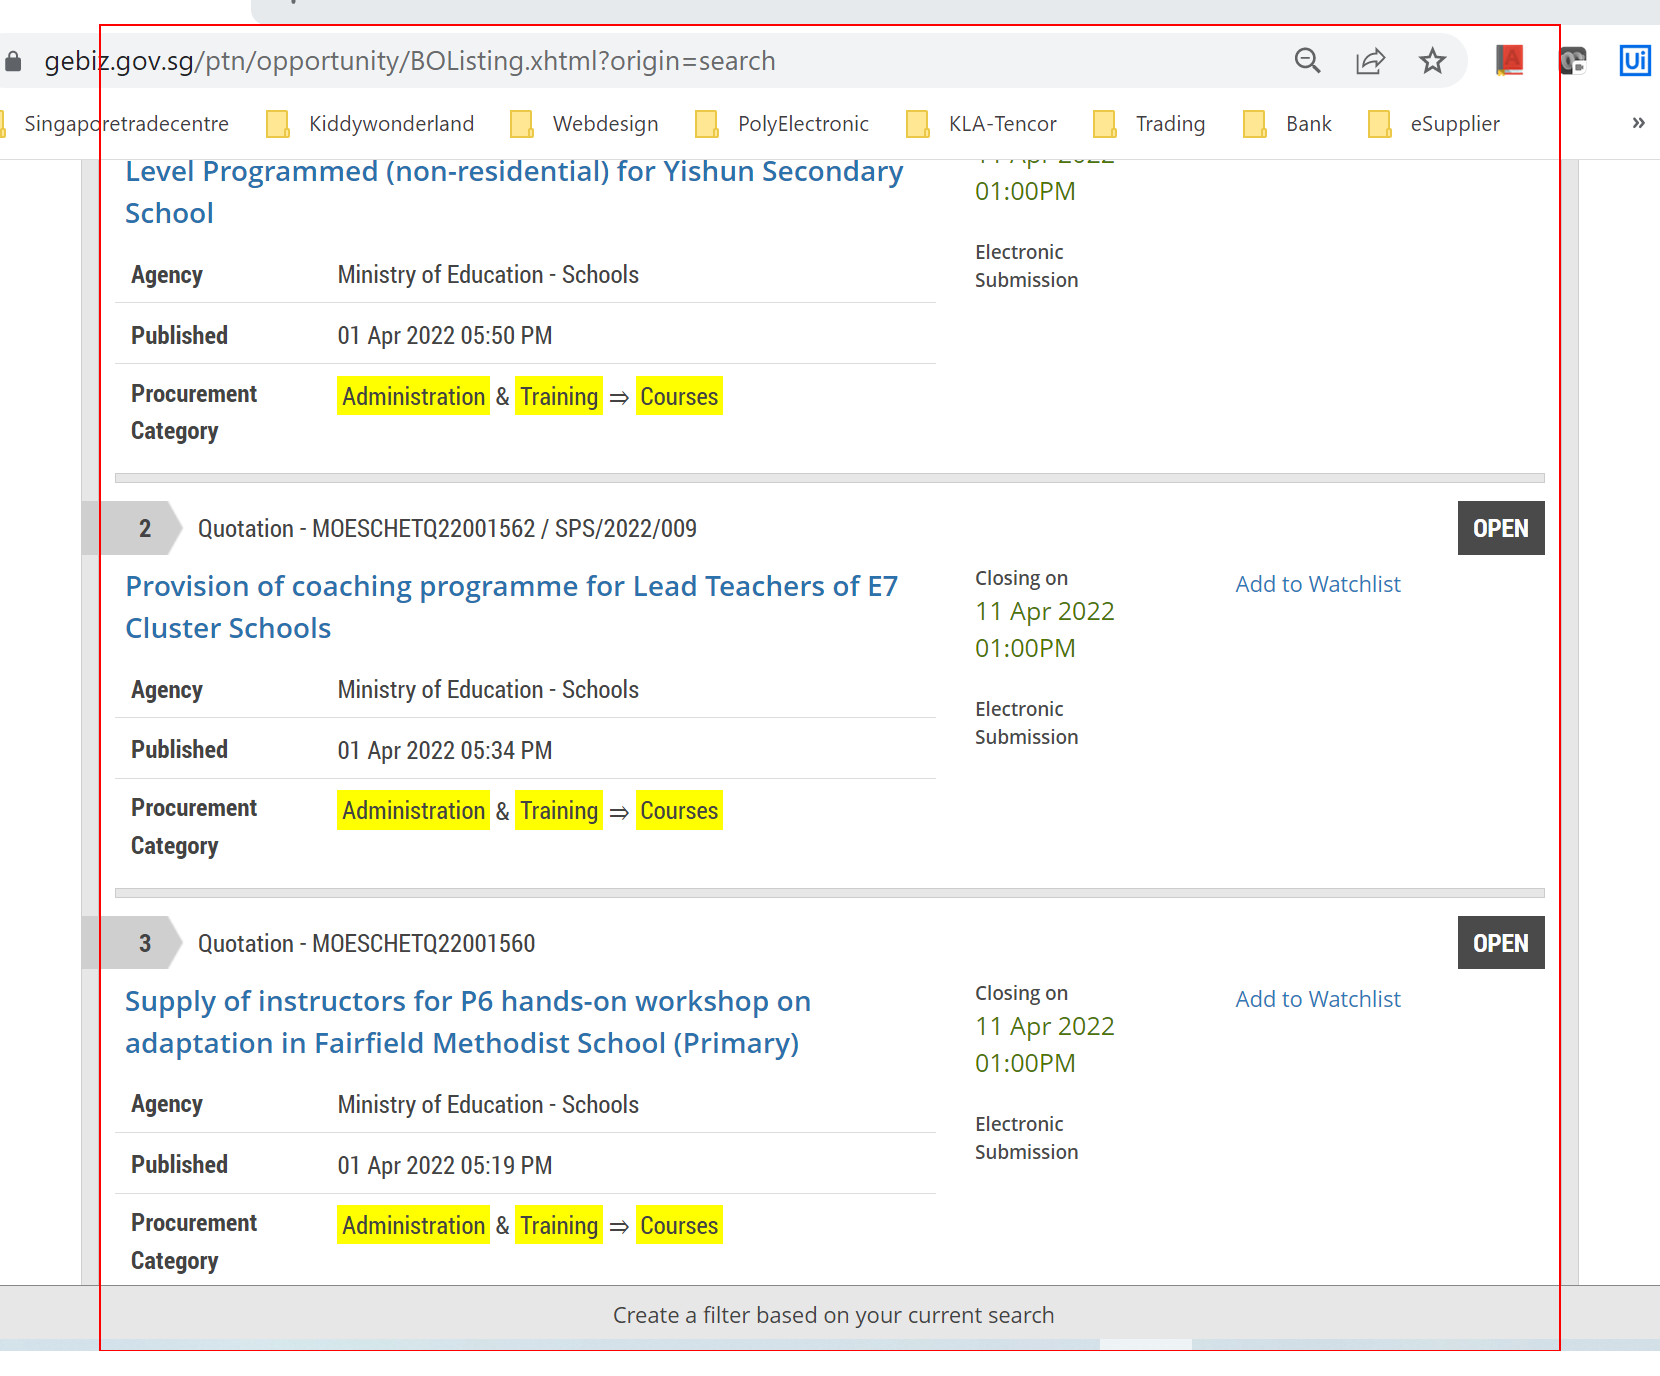 gebiz.gov.sg/ptn/opportunity/BOListing.xhtml?origin=search
Ui
Singaporetradecentre Kiddywonderland Webdesign PolyElectronic KLA-Tencor Trading Bank eSupplier »
Level Programmed (non-residential) for Yishun Secondary
School
11 Apr 2022
01:00PM
Electronic
Submission
Agency Ministry of Education - Schools
Published 01 Apr 2022 05:50 PM
Procurement
Category
Administration & Training ⇒ Courses
2 Quotation - MOESCHETQ22001562 / SPS/2022/009 OPEN
Provision of coaching programme for Lead Teachers of E7
Cluster Schools
Closing on
11 Apr 2022
01:00PM
Electronic
Submission
Add to Watchlist
Agency Ministry of Education - Schools
Published 01 Apr 2022 05:34 PM
Procurement
Category
Administration & Training ⇒ Courses
3 Quotation - MOESCHETQ22001560 OPEN
Supply of instructors for P6 hands-on workshop on
adaptation in Fairfield Methodist School (Primary)
Closing on
11 Apr 2022
01:00PM
Electronic
Submission
Add to Watchlist
Agency Ministry of Education - Schools
Published 01 Apr 2022 05:19 PM
Procurement
Category
Administration & Training ⇒ Courses
Create a filter based on your current search